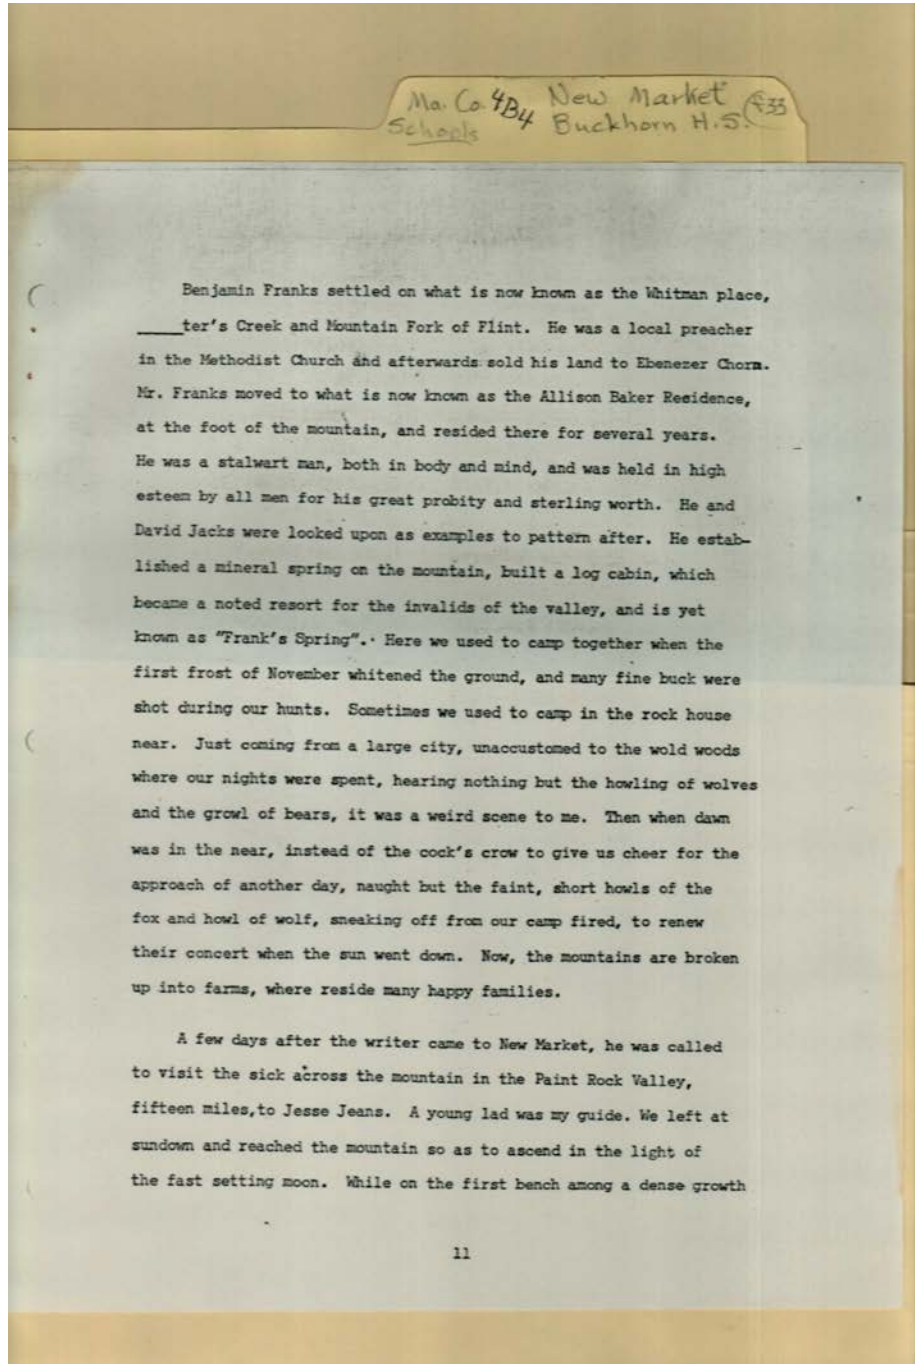 Ma. Co. 4B4 New Market
Schools Buckhorn H.S. 33
Benjamin Franks settled on what is now known as the Whitman place,
_____ter's Creek and Mountain Fork of Flint. He was a local preacher
in the Methodist Church and afterwards sold his land to Ebenezer Chorn.
Mr. Franks moved to what is now known as the Allison Baker Residence,
at the foot of the mountain, and resided there for several years.
He was a stalwart man, both in body and mind, and was held in high
esteem by all men for his great probity and sterling worth. He and
David Jacks were looked upon as examples to pattern after. He estab-
lished a mineral spring on the mountain, built a log cabin, which
became a noted resort for the invalids of the valley, and is yet
known as "Frank's Spring". Here we used to camp together when the
first frost of November whitened the ground, and many fine buck were
shot during our hunts. Sometimes we used to camp in the rock house
near. Just coming from a large city, unaccustomed to the wold woods
where our nights were spent, hearing nothing but the howling of wolves
and the growl of bears, it was a weird scene to me. Then when dawn
was in the near, instead of the cock's crow to give us cheer for the
approach of another day, naught but the faint, short howls of the
fox and howl of wolf, sneaking off from our camp fired, to renew
their concert when the sun went down. Now, the mountains are broken
up into farms, where reside many happy families.
A few days after the writer came to New Market, he was called
to visit the sick across the mountain in the Paint Rock Valley,
fifteen miles,to Jesse Jeans. A young lad was my guide. We left at
sundown and reached the mountain so as to ascend in the light of
the fast setting moon. While on the first bench among a dense growth
11